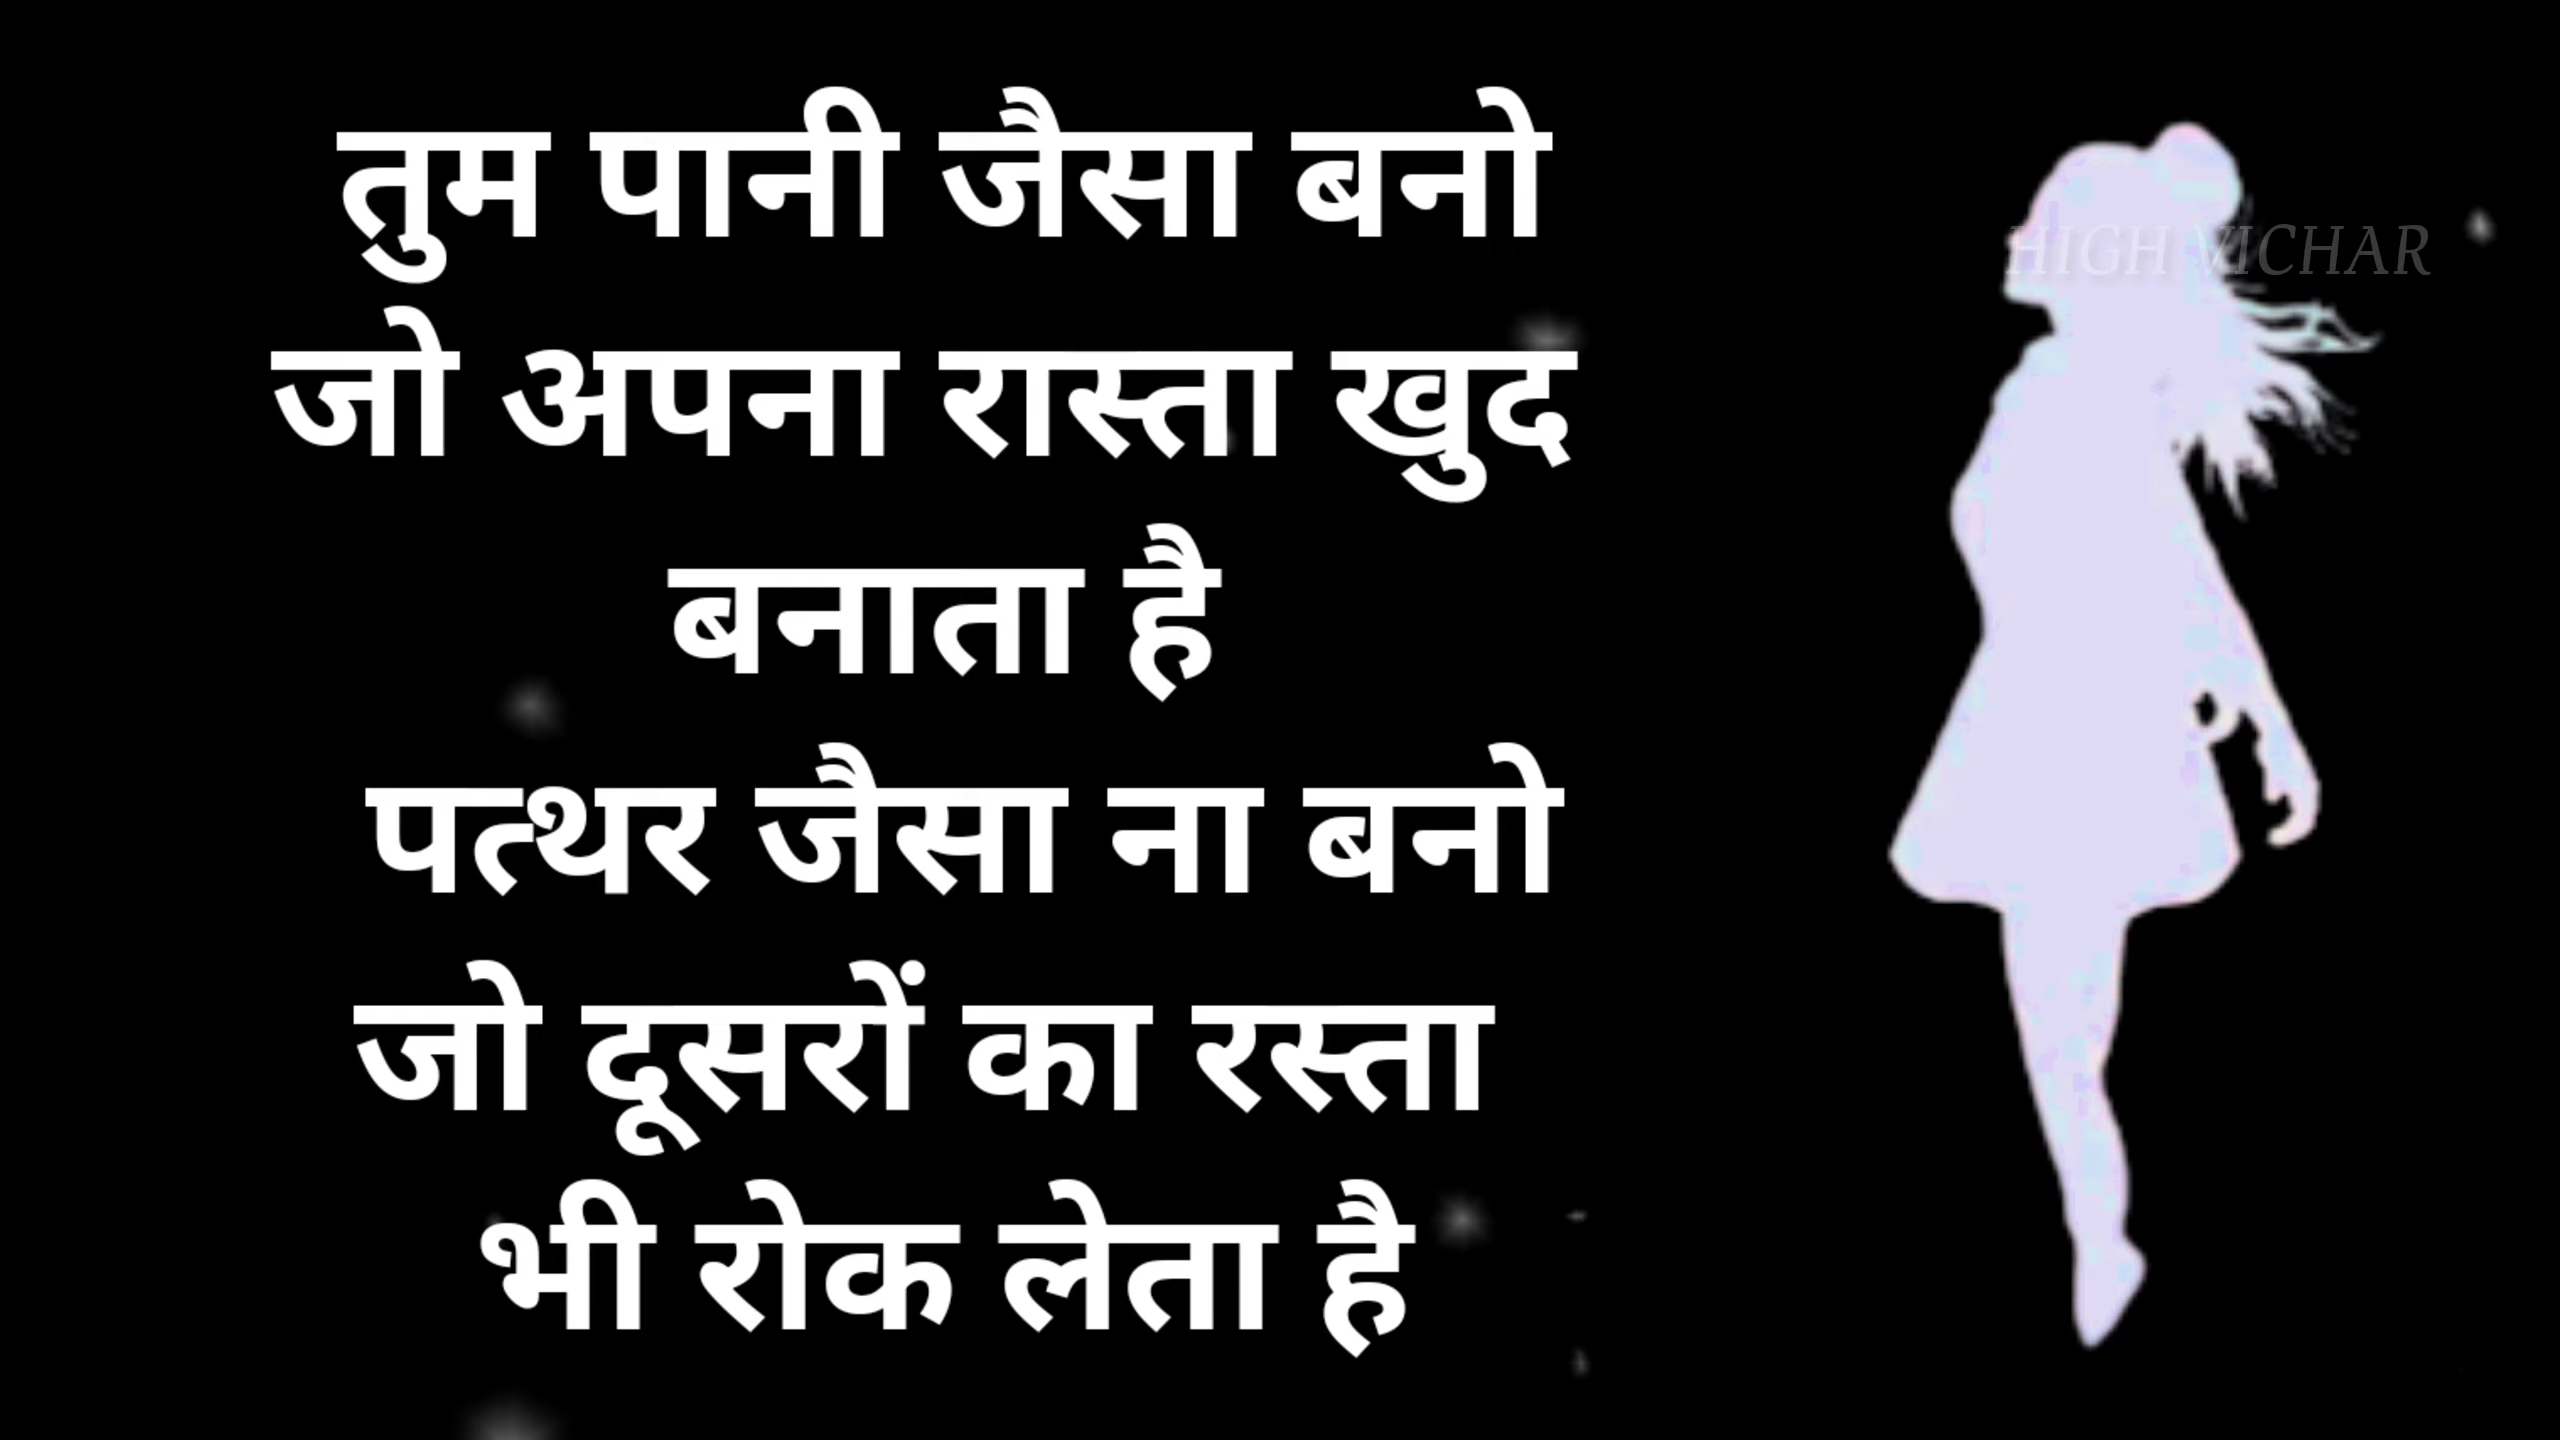 तुम पानी जैसा बनो
HIGH VICHAR
जो अपना रास्ता खुद
बनाता है
पत्थर जैसा ना बनो
जो दूसरों का रस्ता
भी रोक लेता है